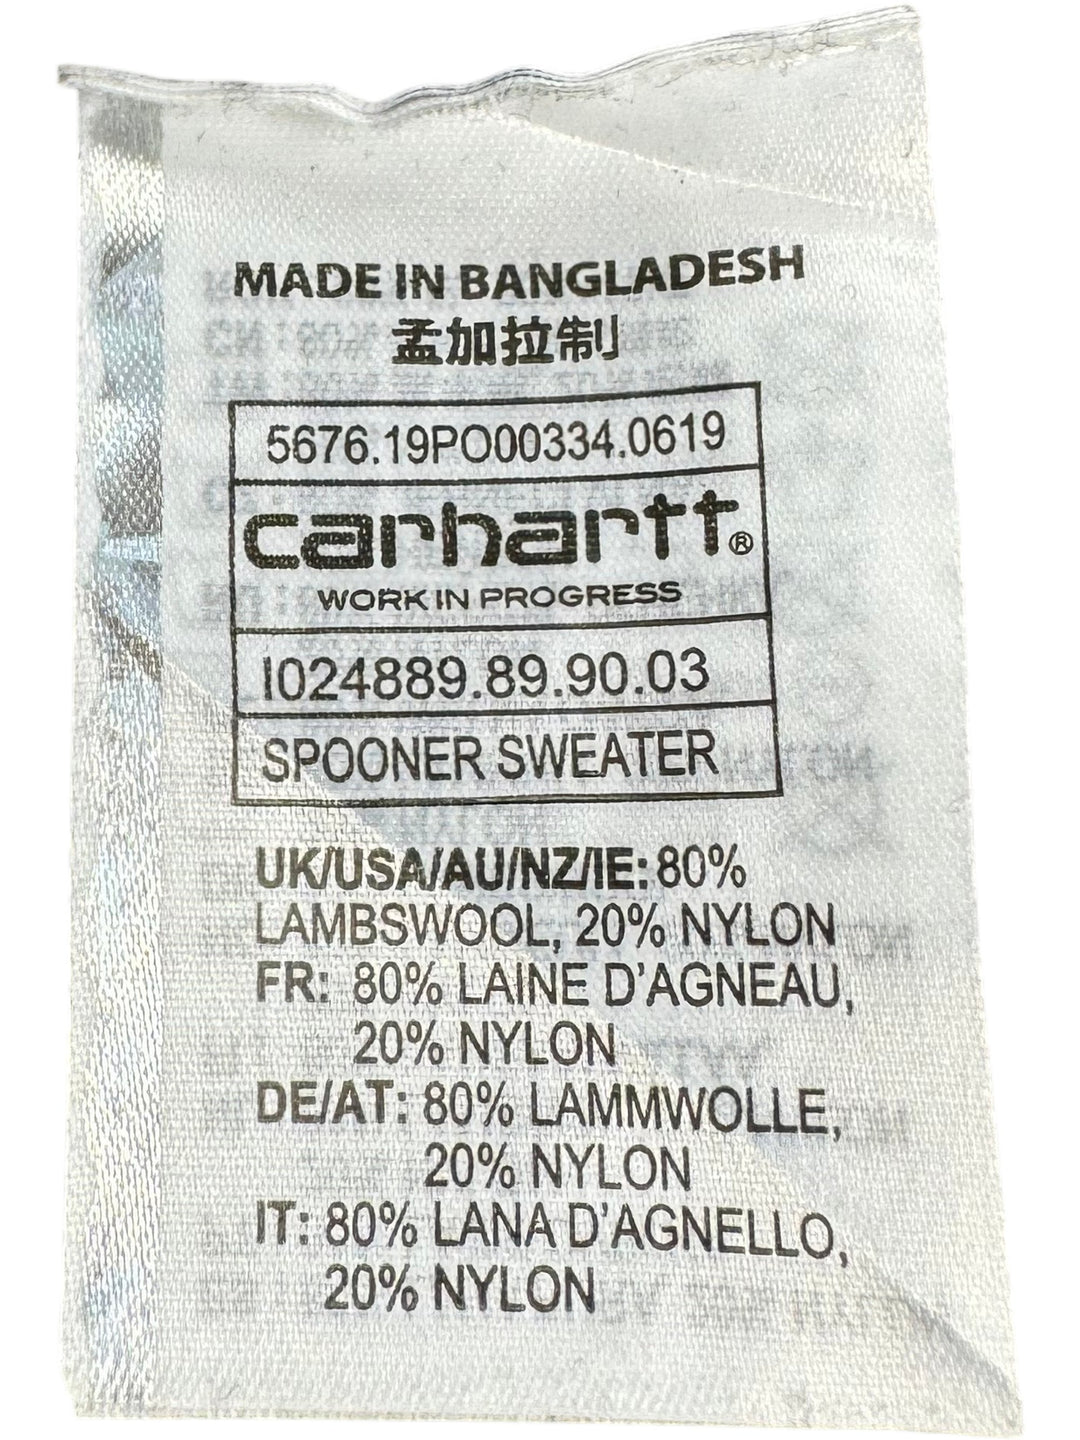 MADE IN BANGLADESH
孟加拉制
5676.19PO00334.0619
carhartt®
WORK IN PROGRESS
I024889.89.90.03
SPOONER SWEATER
UK/USA/AU/NZ/IE: 80%
LAMBSWOOL, 20% NYLON
FR: 80% LAINE D'AGNEAU,
20% NYLON
DE/AT: 80% LAMMWOLLE,
20% NYLON
IT: 80% LANA D'AGNELLO,
20% NYLON